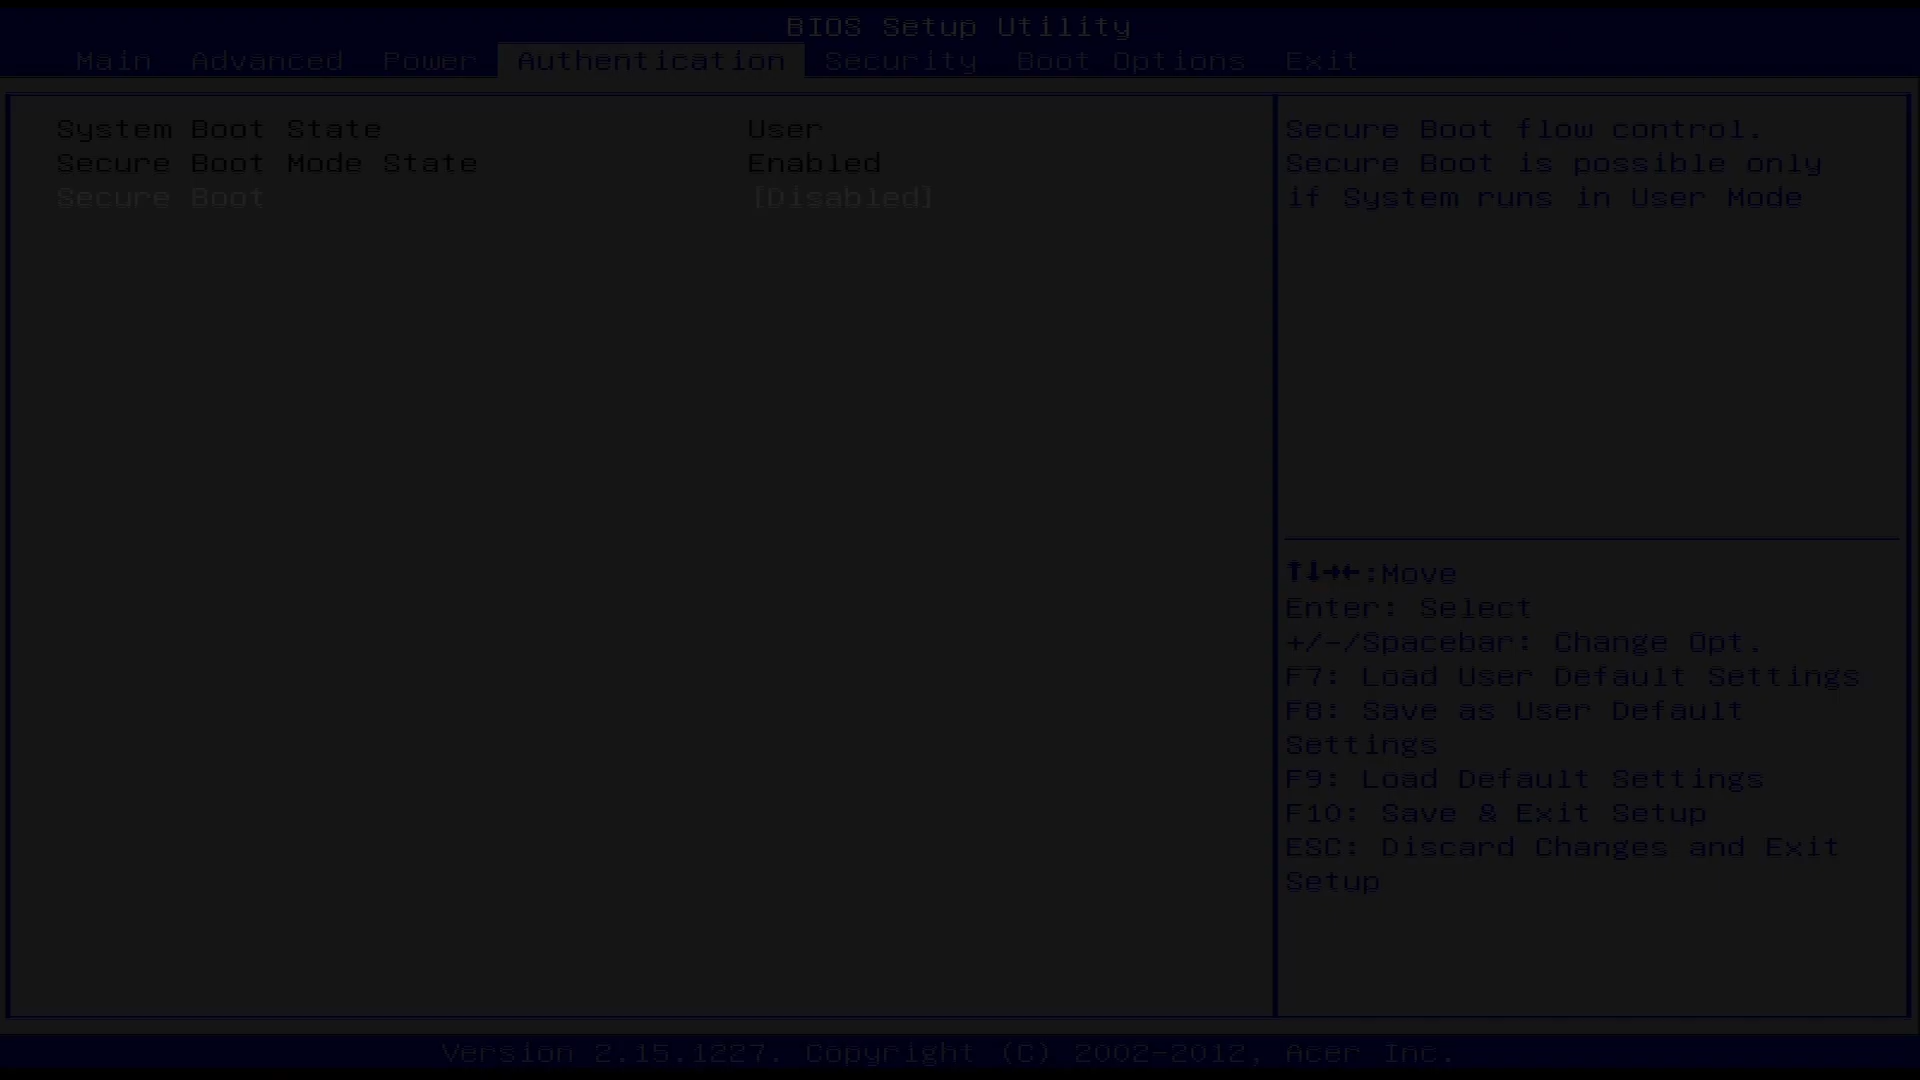 BIOS Setup Utility
Main Advanced Power Authentication Security Boot Options Exit
System Boot State User
Secure Boot Mode State Enabled
Secure Boot [Disabled]
Secure Boot flow control.
Secure Boot is possible only
if System runs in User Mode
↑↓→←:Move
Enter: Select
+/-/Spacebar: Change Opt.
F7: Load User Default Settings
F8: Save as User Default
Settings
F9: Load Default Settings
F10: Save & Exit Setup
ESC: Discard Changes and Exit
Setup
Version 2.15.1227. Copyright (C) 2002-2012, Acer Inc.